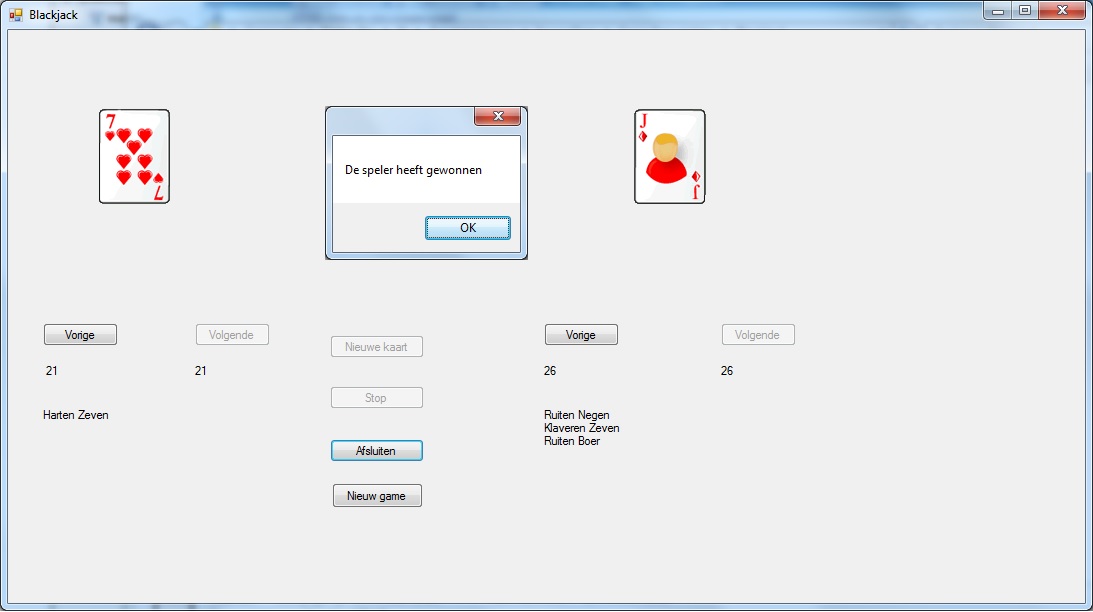 Blackjack
7
7
De speler heeft gewonnen
OK
J
J
Vorige
Volgende
Nieuwe kaart
Vorige
Volgende
21
21
26
26
Stop
Harten Zeven
Ruiten Negen
Klaveren Zeven
Ruiten Boer
Afsluiten
Nieuw game